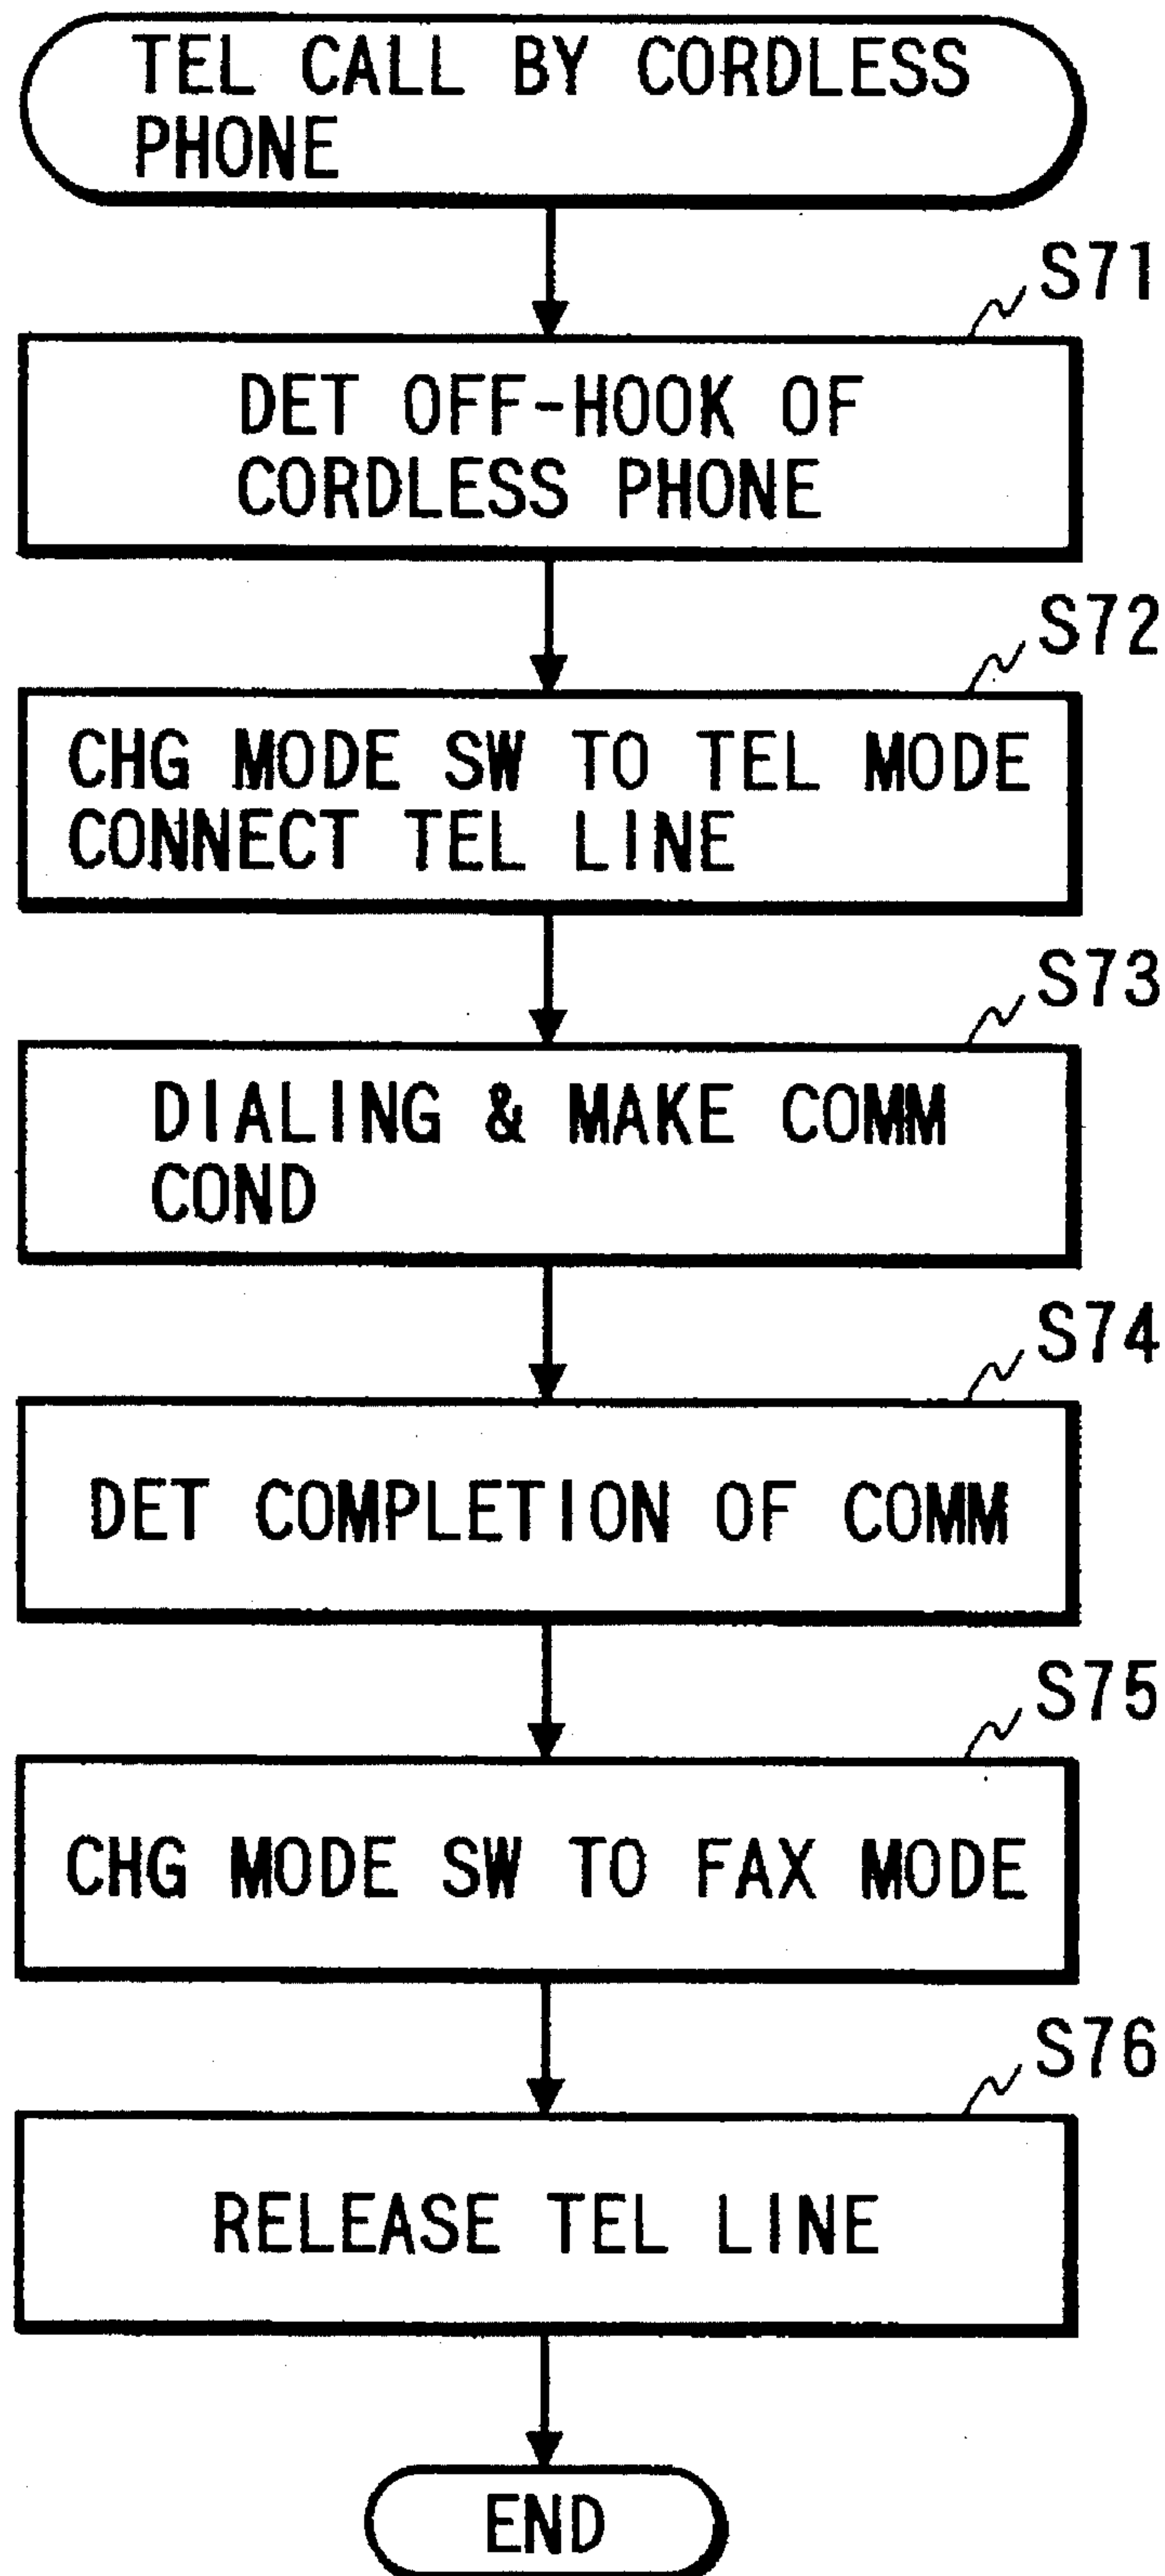 TEL CALL BY CORDLESS
PHONE
S71
DET OFF-HOOK OF
CORDLESS PHONE
S72
CHG MODE SW TO TEL MODE
CONNECT TEL LINE
S73
DIALING & MAKE COMM
COND
S74
DET COMPLETION OF COMM
S75
CHG MODE SW TO FAX MODE
S76
RELEASE TEL LINE
END